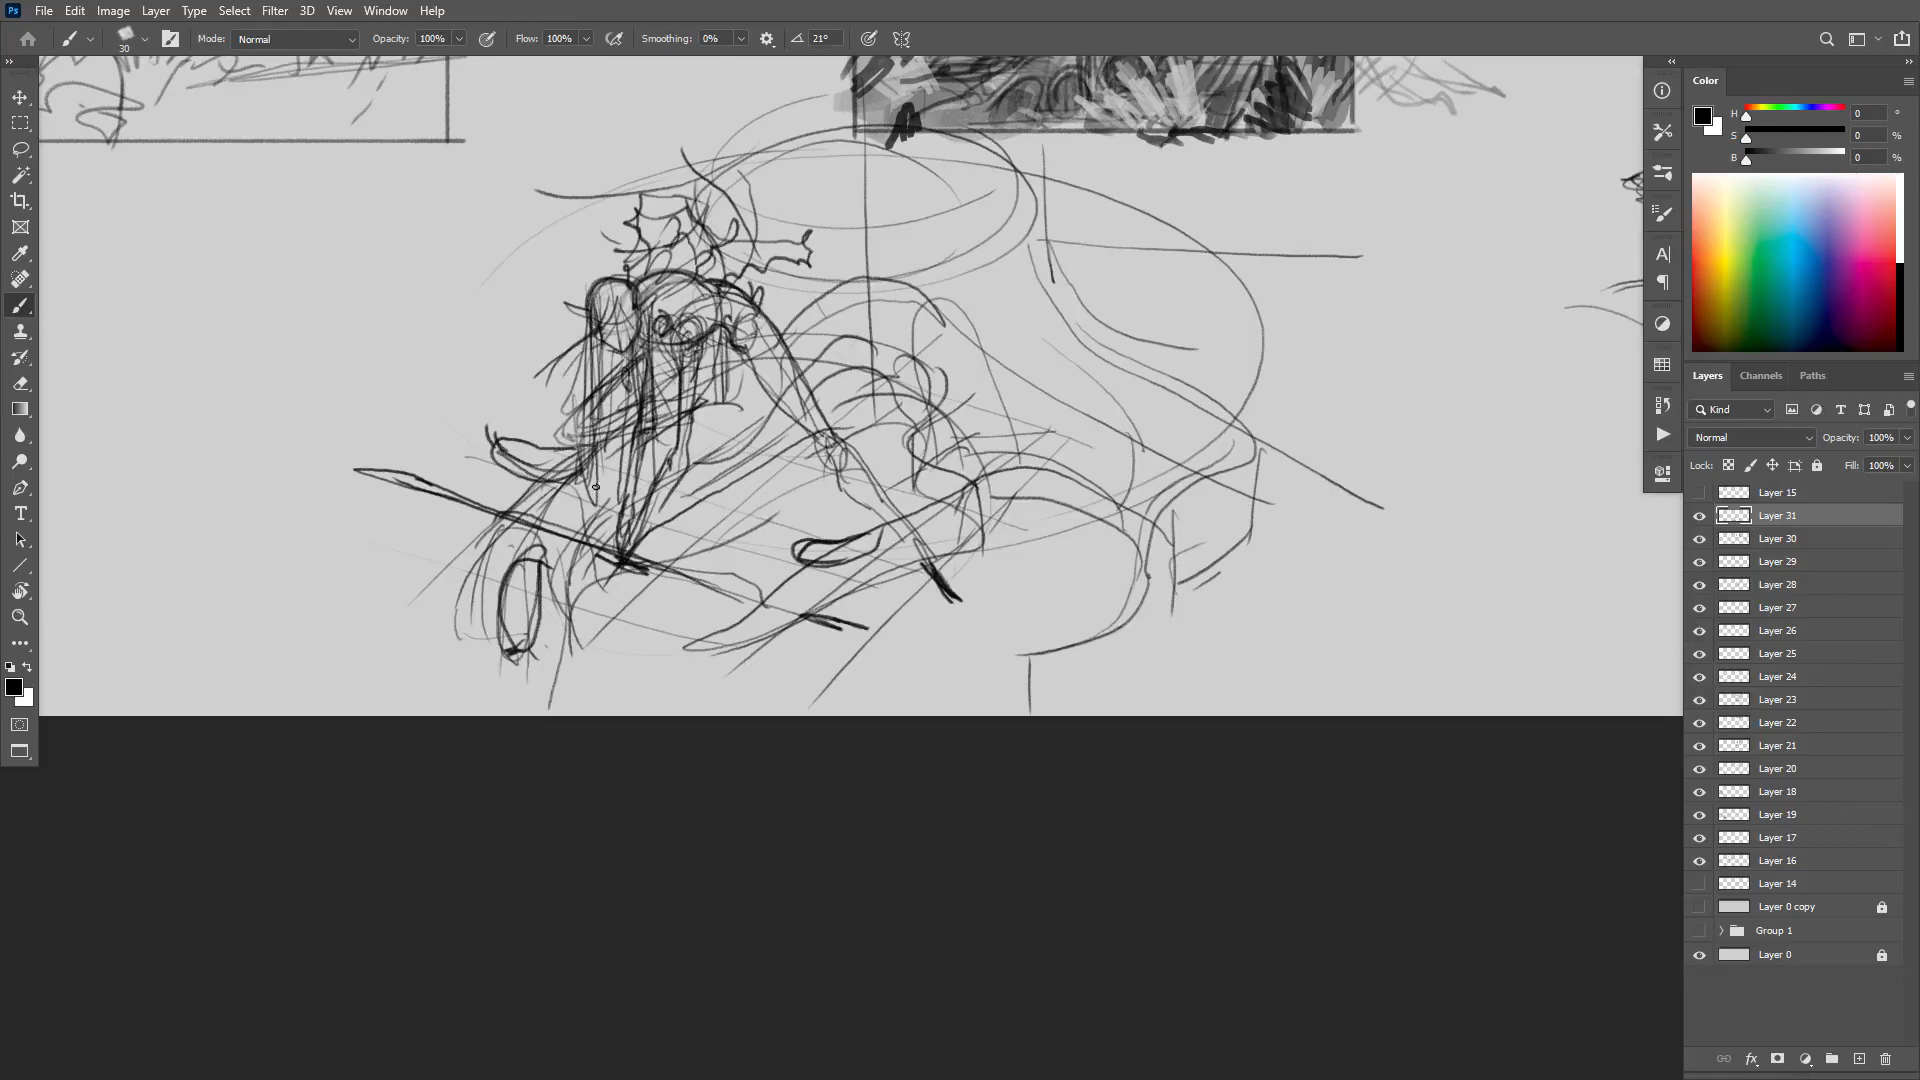 Ps File Edit Image Layer Type Select Filter 3D View Window Help
30 Mode: Normal Opacity: 100% Flow: 100% Smoothing: 0% 21°
Color
H 0 °
S 0 %
B 0 %
Layers Channels Paths
Kind
Normal Opacity: 100%
Lock: Fill: 100%
Layer 15
Layer 31
Layer 30
Layer 29
Layer 28
Layer 27
Layer 26
Layer 25
Layer 24
Layer 23
Layer 22
Layer 21
Layer 20
Layer 18
Layer 19
Layer 17
Layer 16
Layer 14
Layer 0 copy
Group 1
Layer 0